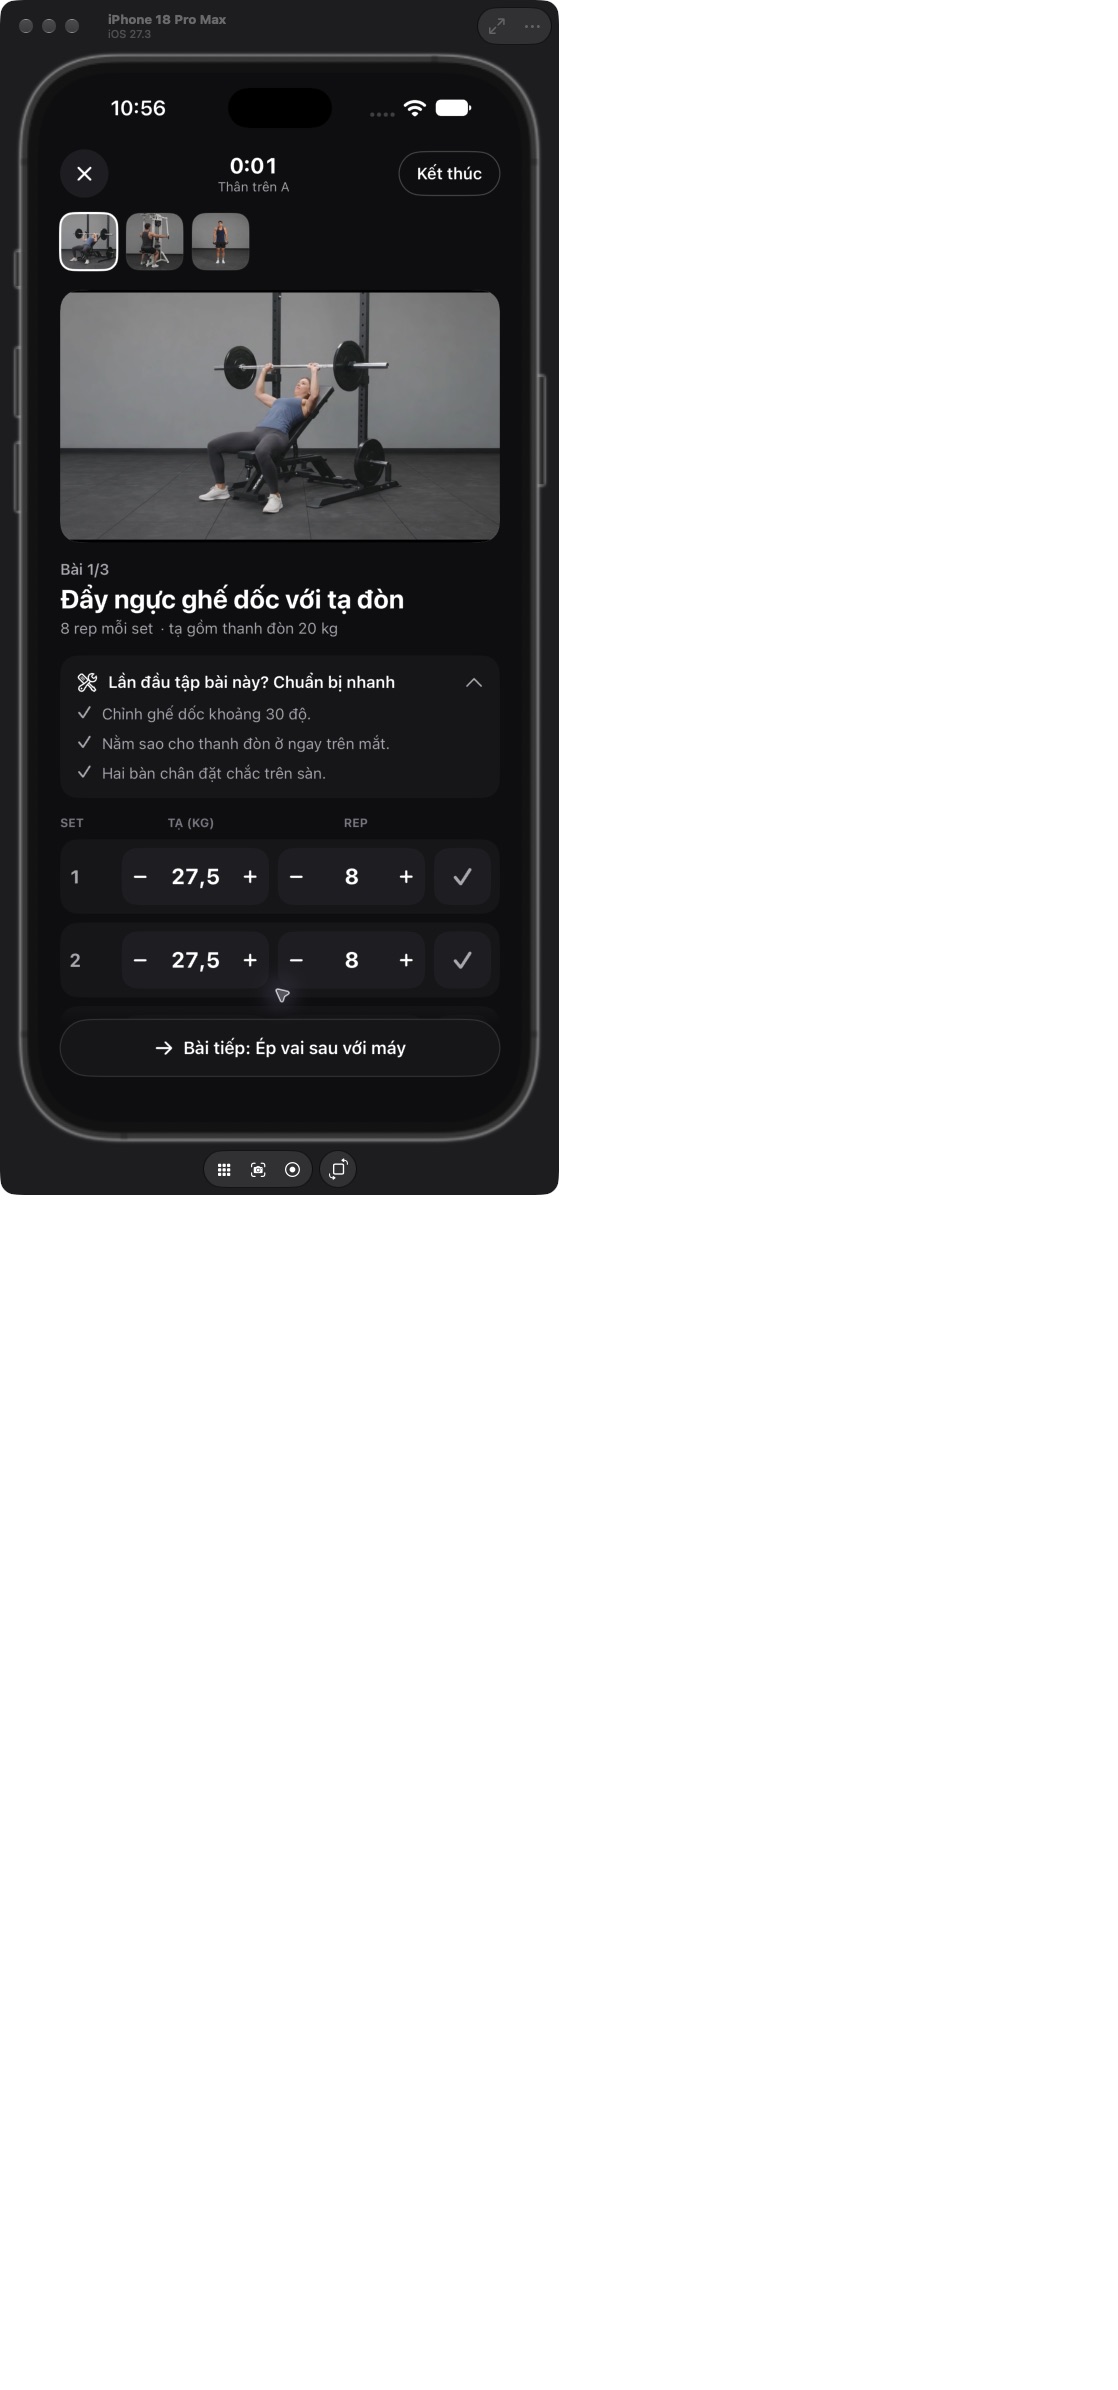 iPhone 18 Pro Max
iOS 27.3
10:56
0:01
Thân trên A
Kết thúc
Bài 1/3
Đẩy ngực ghế dốc với tạ đòn
8 rep mỗi set · tạ gồm thanh đòn 20 kg
Lần đầu tập bài này? Chuẩn bị nhanh
Chỉnh ghế dốc khoảng 30 độ.
Nằm sao cho thanh đòn ở ngay trên mắt.
Hai bàn chân đặt chắc trên sàn.
SET TẠ (KG) REP
1 − 27,5 + − 8 +
2 − 27,5 + − 8 +
Bài tiếp: Ép vai sau với máy